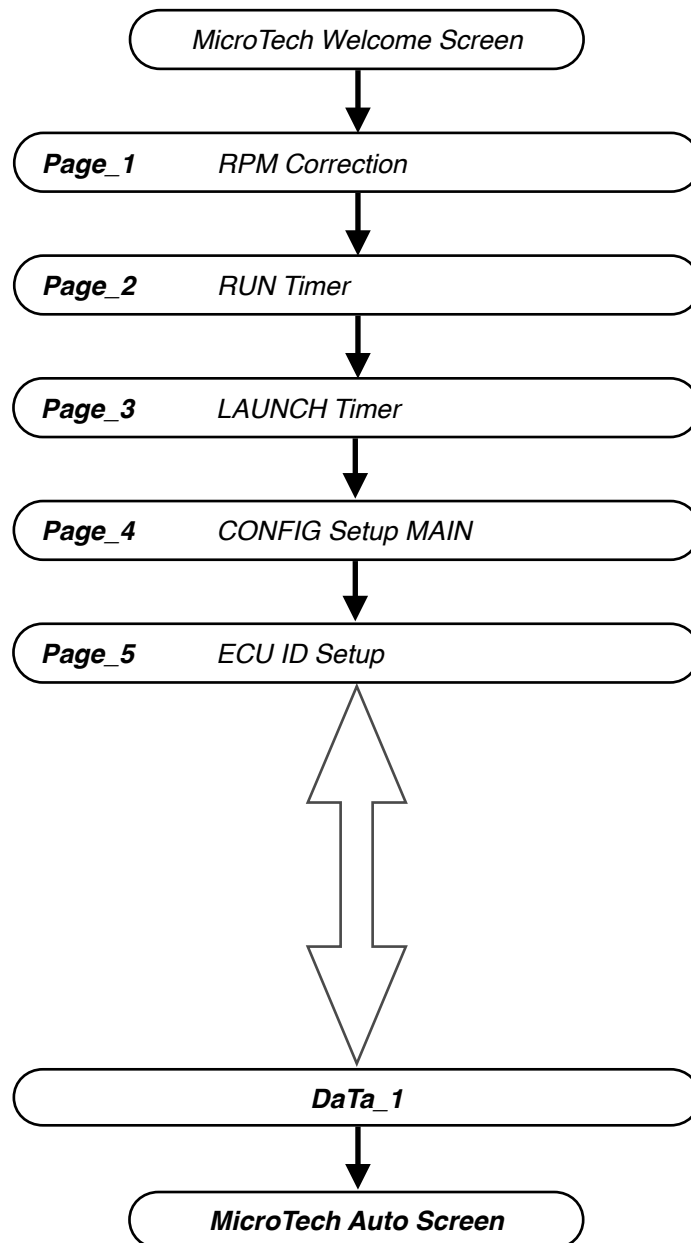 MicroTech Welcome Screen
Page_1 RPM Correction
Page_2 RUN Timer
Page_3 LAUNCH Timer
Page_4 CONFIG Setup MAIN
Page_5 ECU ID Setup
DaTa_1
MicroTech Auto Screen